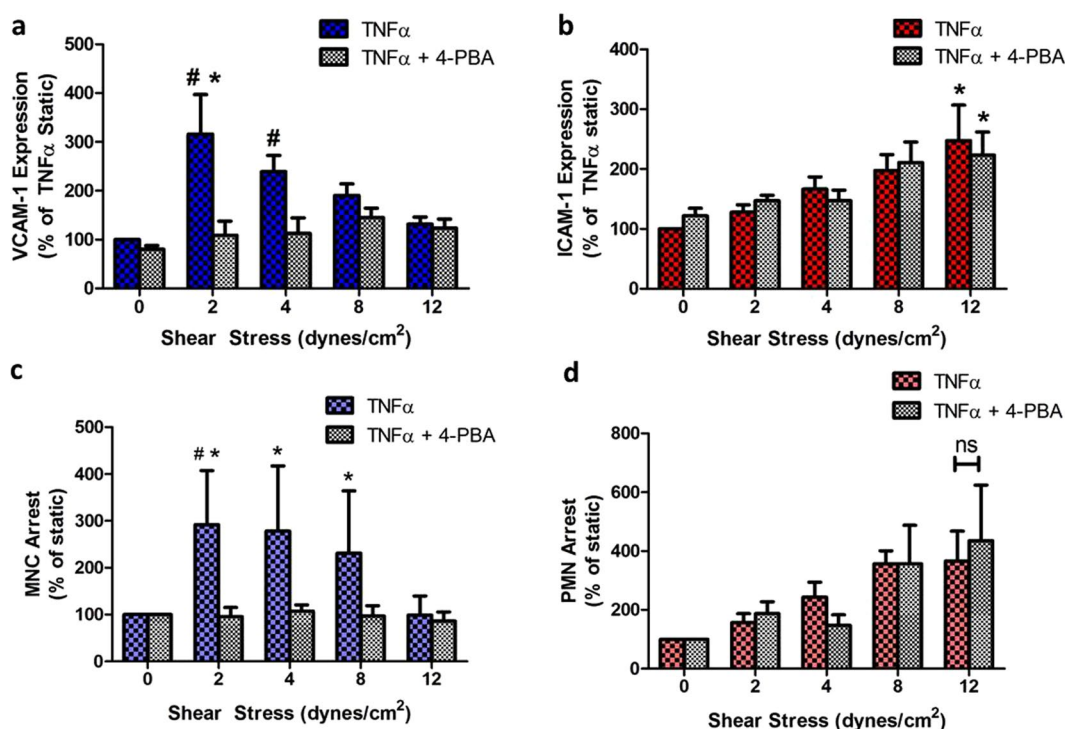 a
TNFα
TNFα + 4-PBA
VCAM-1 Expression
(% of TNFα Static)
500
400
300
200
100
0
# *
#
0 2 4 8 12
Shear Stress (dynes/cm²)
b
TNFα
TNFα + 4-PBA
ICAM-1 Expression
(% of TNFα static)
400
300
200
100
0
*
*
0 2 4 8 12
Shear Stress (dynes/cm²)
c
TNFα
TNFα + 4-PBA
MNC Arrest
(% of static)
500
400
300
200
100
0
# *
*
*
0 2 4 8 12
Shear Stress (dynes/cm²)
d
TNFα
TNFα + 4-PBA
PMN Arrest
(% of static)
800
600
400
200
0
ns
0 2 4 8 12
Shear Stress (dynes/cm²)